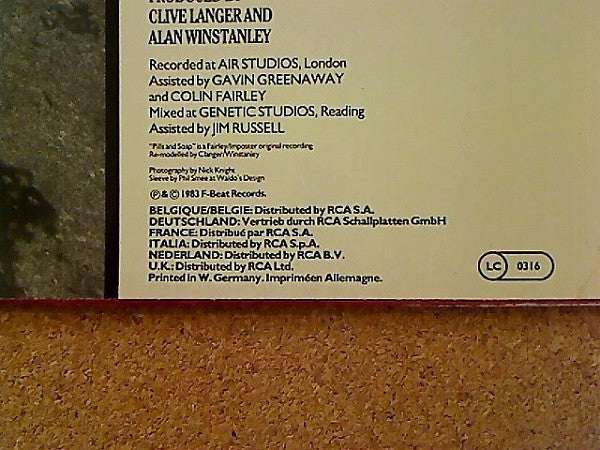 PRODUCED BY
CLIVE LANGER AND
ALAN WINSTANLEY
Recorded at AIR STUDIOS, London
Assisted by GAVIN GREENAWAY
and COLIN FAIRLEY
Mixed at GENETIC STUDIOS, Reading
Assisted by JIM RUSSELL
"Pills and Soap" is a Fairley/Imposter original recording
Re-modelled by Clanger/Winstanley
Photography by Nick Knight
Sleeve by Phil Smee at Waldo's Design
℗ & © 1983 F-Beat Records.
BELGIQUE/BELGIE: Distributed by RCA S.A.
DEUTSCHLAND: Vertrieb durch RCA Schallplatten GmbH
FRANCE: Distribué par RCA S.A.
ITALIA: Distributed by RCA S.p.A.
NEDERLAND: Distributed by RCA B.V.
U.K.: Distributed by RCA Ltd.
Printed in W. Germany. Imprimé en Allemagne.
LC 0316